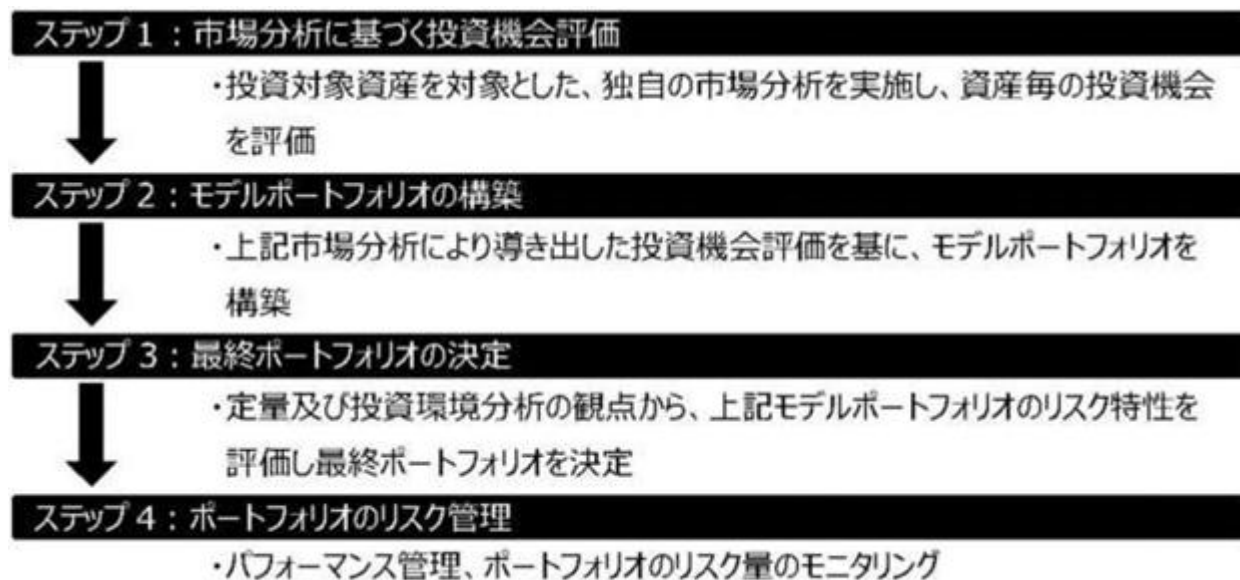 ステップ1：市場分析に基づく投資機会評価
・投資対象資産を対象とした、独自の市場分析を実施し、資産毎の投資機会
を評価
ステップ2：モデルポートフォリオの構築
・上記市場分析により導き出した投資機会評価を基に、モデルポートフォリオを
構築
ステップ3：最終ポートフォリオの決定
・定量及び投資環境分析の観点から、上記モデルポートフォリオのリスク特性を
評価し最終ポートフォリオを決定
ステップ4：ポートフォリオのリスク管理
・パフォーマンス管理、ポートフォリオのリスク量のモニタリング